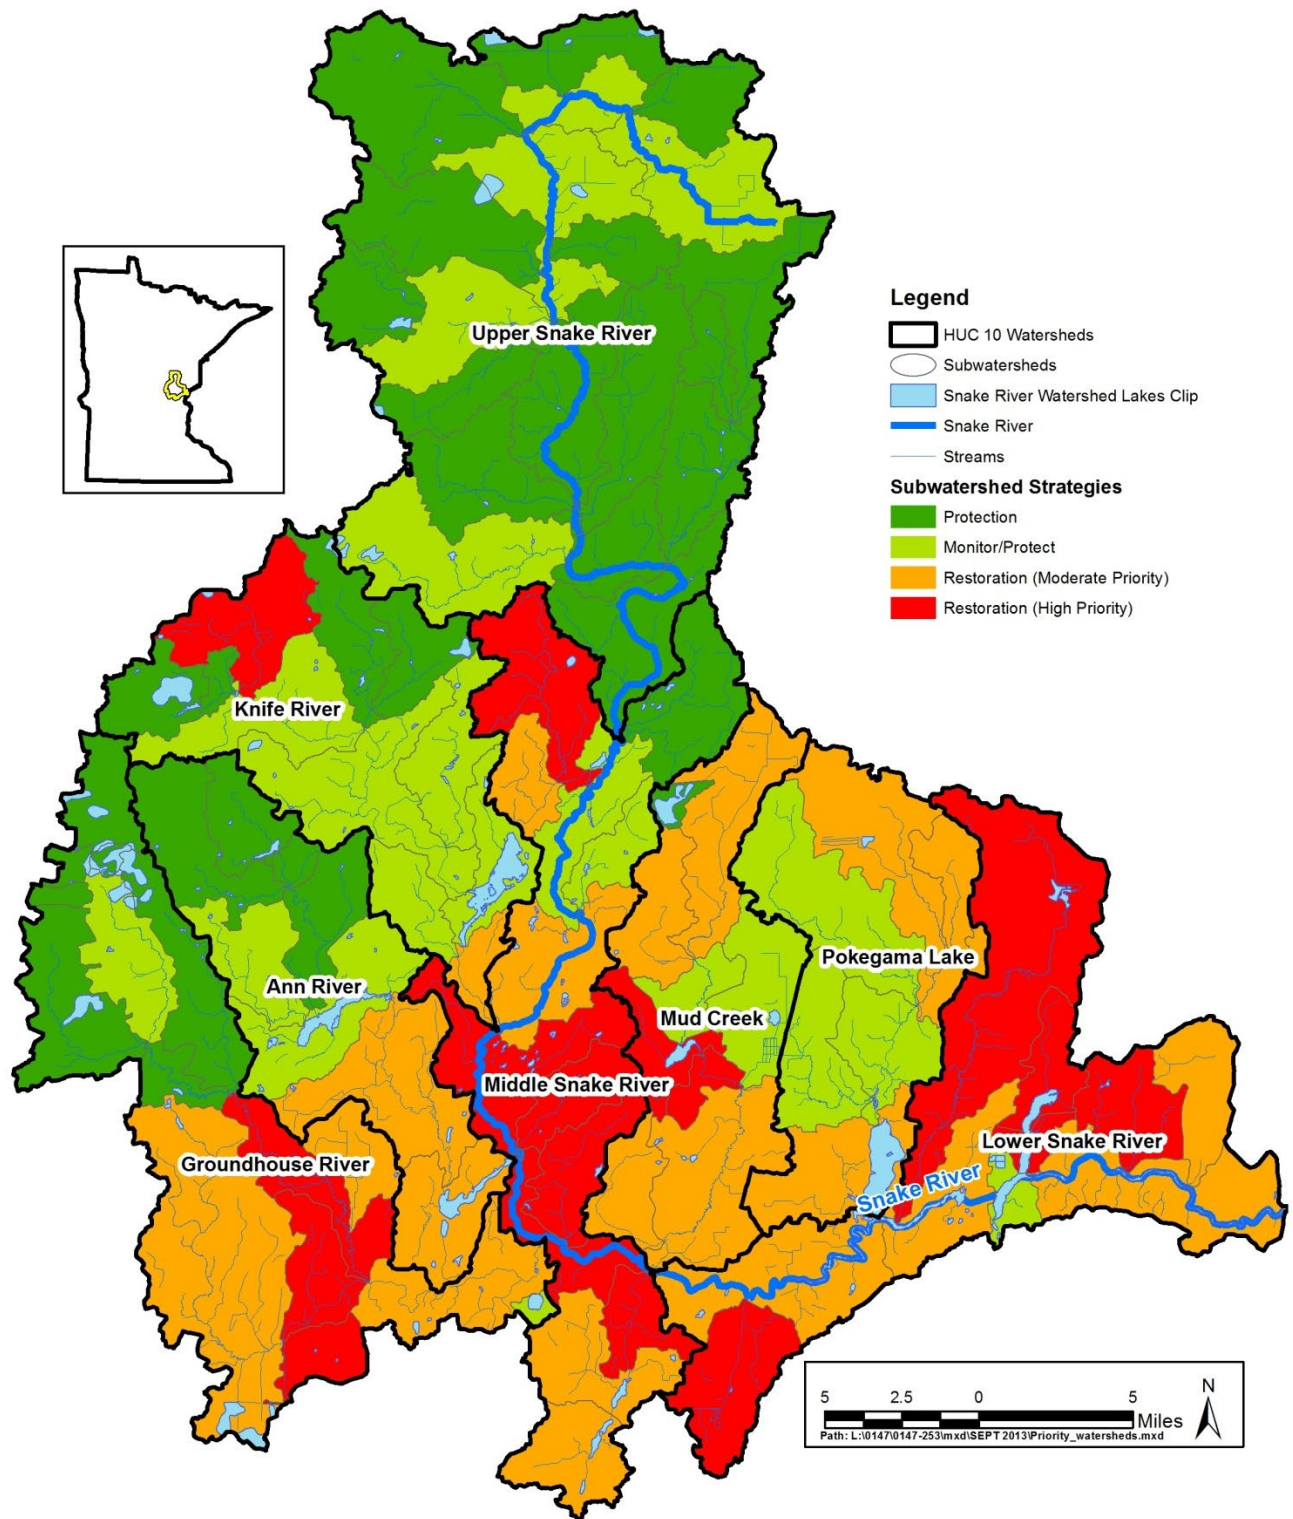 Legend
HUC 10 Watersheds
Subwatersheds
Snake River Watershed Lakes Clip
Snake River
Streams
Subwatershed Strategies
Protection
Monitor/Protect
Restoration (Moderate Priority)
Restoration (High Priority)
Upper Snake River
Knife River
Ann River
Pokegama Lake
Mud Creek
Middle Snake River
Groundhouse River
Lower Snake River
Snake River
5 2.5 0 5
Miles
N
Path: L:\0147\0147-253\mxd\SEPT 2013\Priority_watersheds.mxd